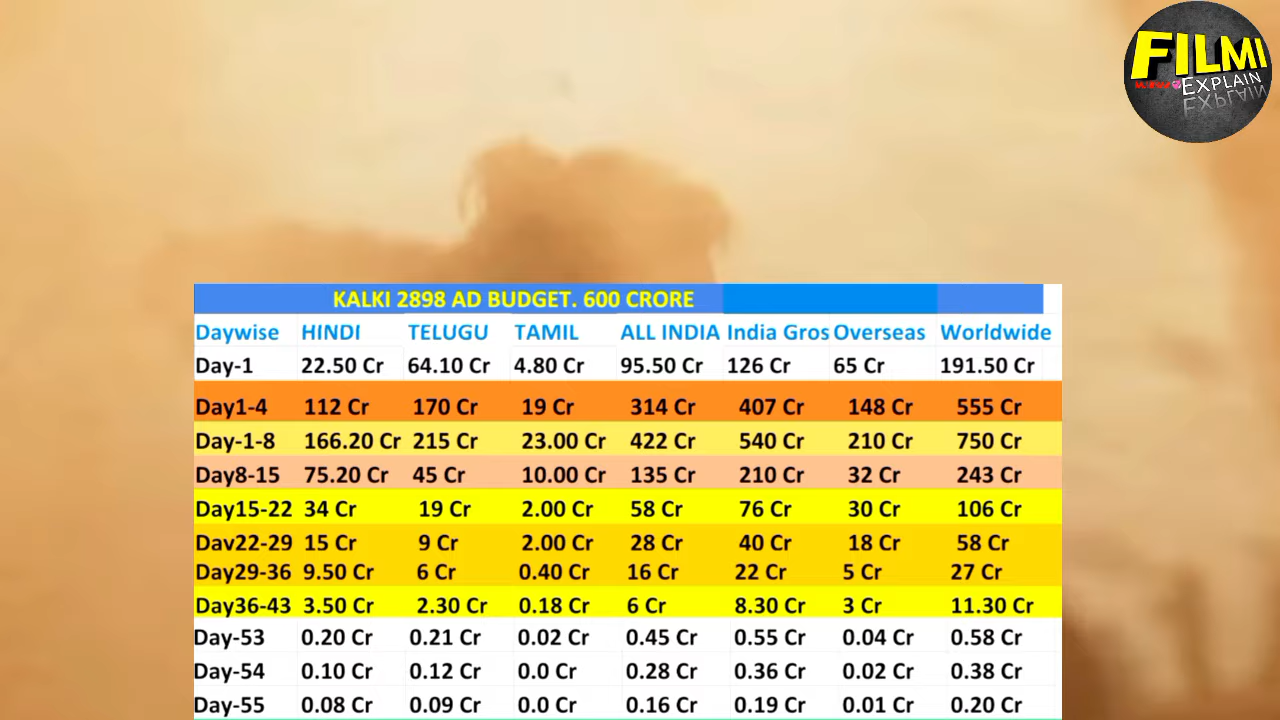 FILMI
EXPLAIN
KALKI 2898 AD BUDGET. 600 CRORE
Daywise HINDI TELUGU TAMIL ALL INDIA India Gros Overseas Worldwide
Day-1 22.50 Cr 64.10 Cr 4.80 Cr 95.50 Cr 126 Cr 65 Cr 191.50 Cr
Day1-4 112 Cr 170 Cr 19 Cr 314 Cr 407 Cr 148 Cr 555 Cr
Day-1-8 166.20 Cr 215 Cr 23.00 Cr 422 Cr 540 Cr 210 Cr 750 Cr
Day8-15 75.20 Cr 45 Cr 10.00 Cr 135 Cr 210 Cr 32 Cr 243 Cr
Day15-22 34 Cr 19 Cr 2.00 Cr 58 Cr 76 Cr 30 Cr 106 Cr
Day22-29 15 Cr 9 Cr 2.00 Cr 28 Cr 40 Cr 18 Cr 58 Cr
Day29-36 9.50 Cr 6 Cr 0.40 Cr 16 Cr 22 Cr 5 Cr 27 Cr
Day36-43 3.50 Cr 2.30 Cr 0.18 Cr 6 Cr 8.30 Cr 3 Cr 11.30 Cr
Day-53 0.20 Cr 0.21 Cr 0.02 Cr 0.45 Cr 0.55 Cr 0.04 Cr 0.58 Cr
Day-54 0.10 Cr 0.12 Cr 0.0 Cr 0.28 Cr 0.36 Cr 0.02 Cr 0.38 Cr
Day-55 0.08 Cr 0.09 Cr 0.0 Cr 0.16 Cr 0.19 Cr 0.01 Cr 0.20 Cr